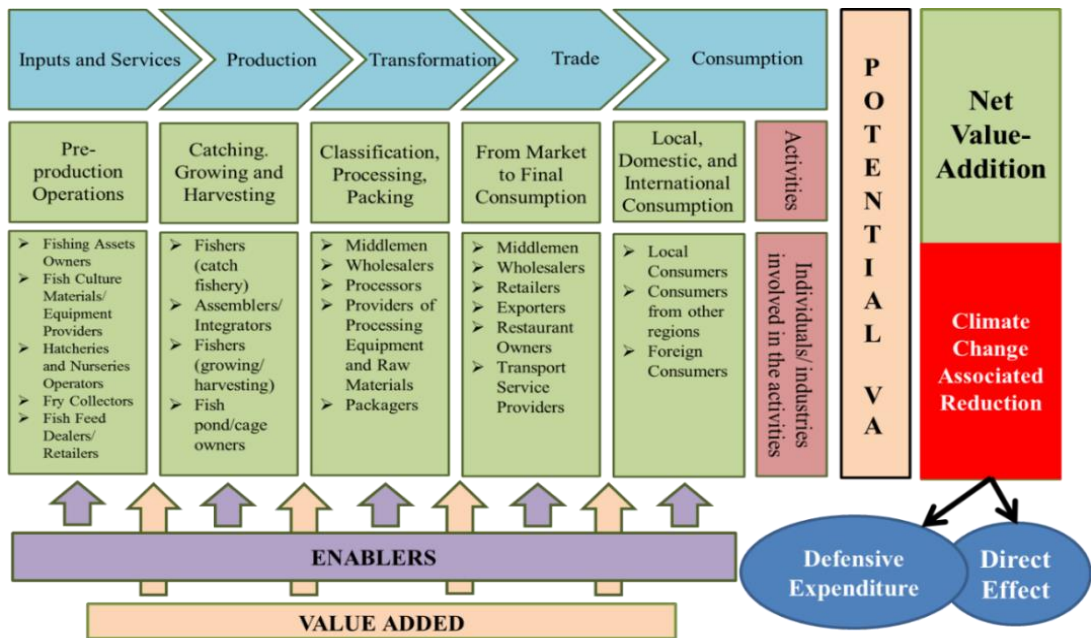 Inputs and Services
Production
Transformation
Trade
Consumption
Pre-
production
Operations
Catching.
Growing and
Harvesting
Classification,
Processing,
Packing
From Market
to Final
Consumption
Local,
Domestic, and
International
Consumption
Activities
➢ Fishing Assets
Owners
➢ Fish Culture
Materials/
Equipment
Providers
➢ Hatcheries
and Nurseries
Operators
➢ Fry Collectors
➢ Fish Feed
Dealers/
Retailers
➢ Fishers
(catch
fishery)
➢ Assemblers/
Integrators
➢ Fishers
(growing/
harvesting)
➢ Fish
pond/cage
owners
➢ Middlemen
➢ Wholesalers
➢ Processors
➢ Providers of
Processing
Equipment
and Raw
Materials
➢ Packagers
➢ Middlemen
➢ Wholesalers
➢ Retailers
➢ Exporters
➢ Restaurant
Owners
➢ Transport
Service
Providers
➢ Local
Consumers
➢ Consumers
from other
regions
➢ Foreign
Consumers
Individuals/ industries
involved in the activities
POTENTIAL VA
Net
Value-
Addition
Climate
Change
Associated
Reduction
Defensive
Expenditure
Direct
Effect
ENABLERS
VALUE ADDED